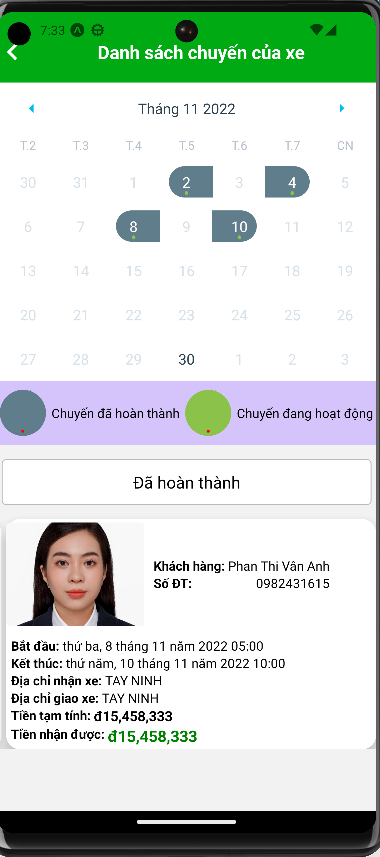 7:33
Danh sách chuyến của xe
Tháng 11 2022
T.2 T.3 T.4 T.5 T.6 T.7 CN
30 31 1 2 3 4 5
6 7 8 9 10 11 12
13 14 15 16 17 18 19
20 21 22 23 24 25 26
27 28 29 30 1 2 3
Chuyến đã hoàn thành Chuyến đang hoạt động
Đã hoàn thành
Khách hàng: Phan Thi Vân Anh
Số ĐT: 0982431615
Bắt đầu: thứ ba, 8 tháng 11 năm 2022 05:00
Kết thúc: thứ năm, 10 tháng 11 năm 2022 10:00
Địa chỉ nhận xe: TAY NINH
Địa chỉ giao xe: TAY NINH
Tiền tạm tính: đ15,458,333
Tiền nhận được: đ15,458,333